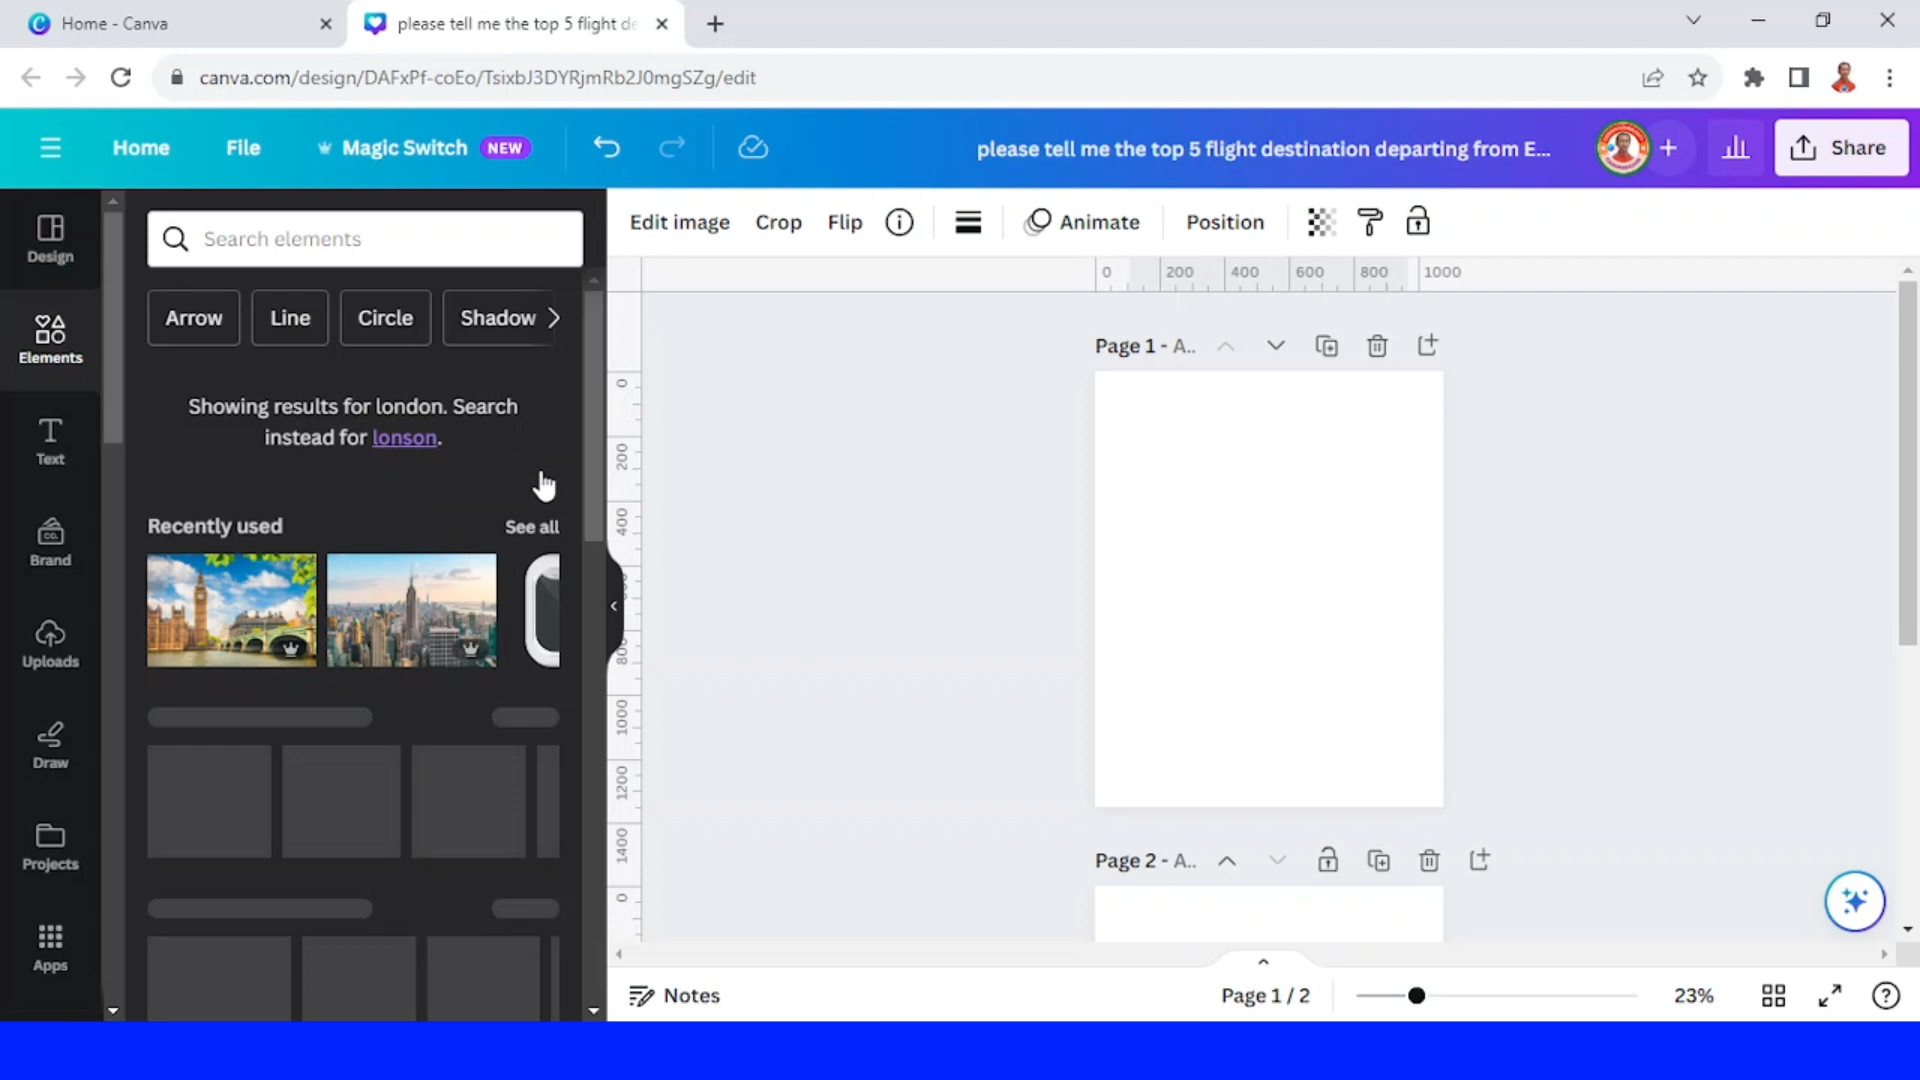 Home - Canva
please tell me the top 5 flight de
canva.com/design/DAFxPf-coEo/TsixbJ3DYRjmRb2J0mgSZg/edit
Home
File
Magic Switch NEW
please tell me the top 5 flight destination departing from E...
Share
Design
Elements
Text
Brand
Uploads
Draw
Projects
Apps
Search elements
Arrow
Line
Circle
Shadow
Showing results for london. Search
instead for lonson.
Recently used
See all
Edit image
Crop
Flip
Animate
Position
0 200 400 600 800 1000
0
200
400
800
1000
1200
1400
0
Page 1 - A..
Page 2 - A..
Notes
Page 1 / 2
23%